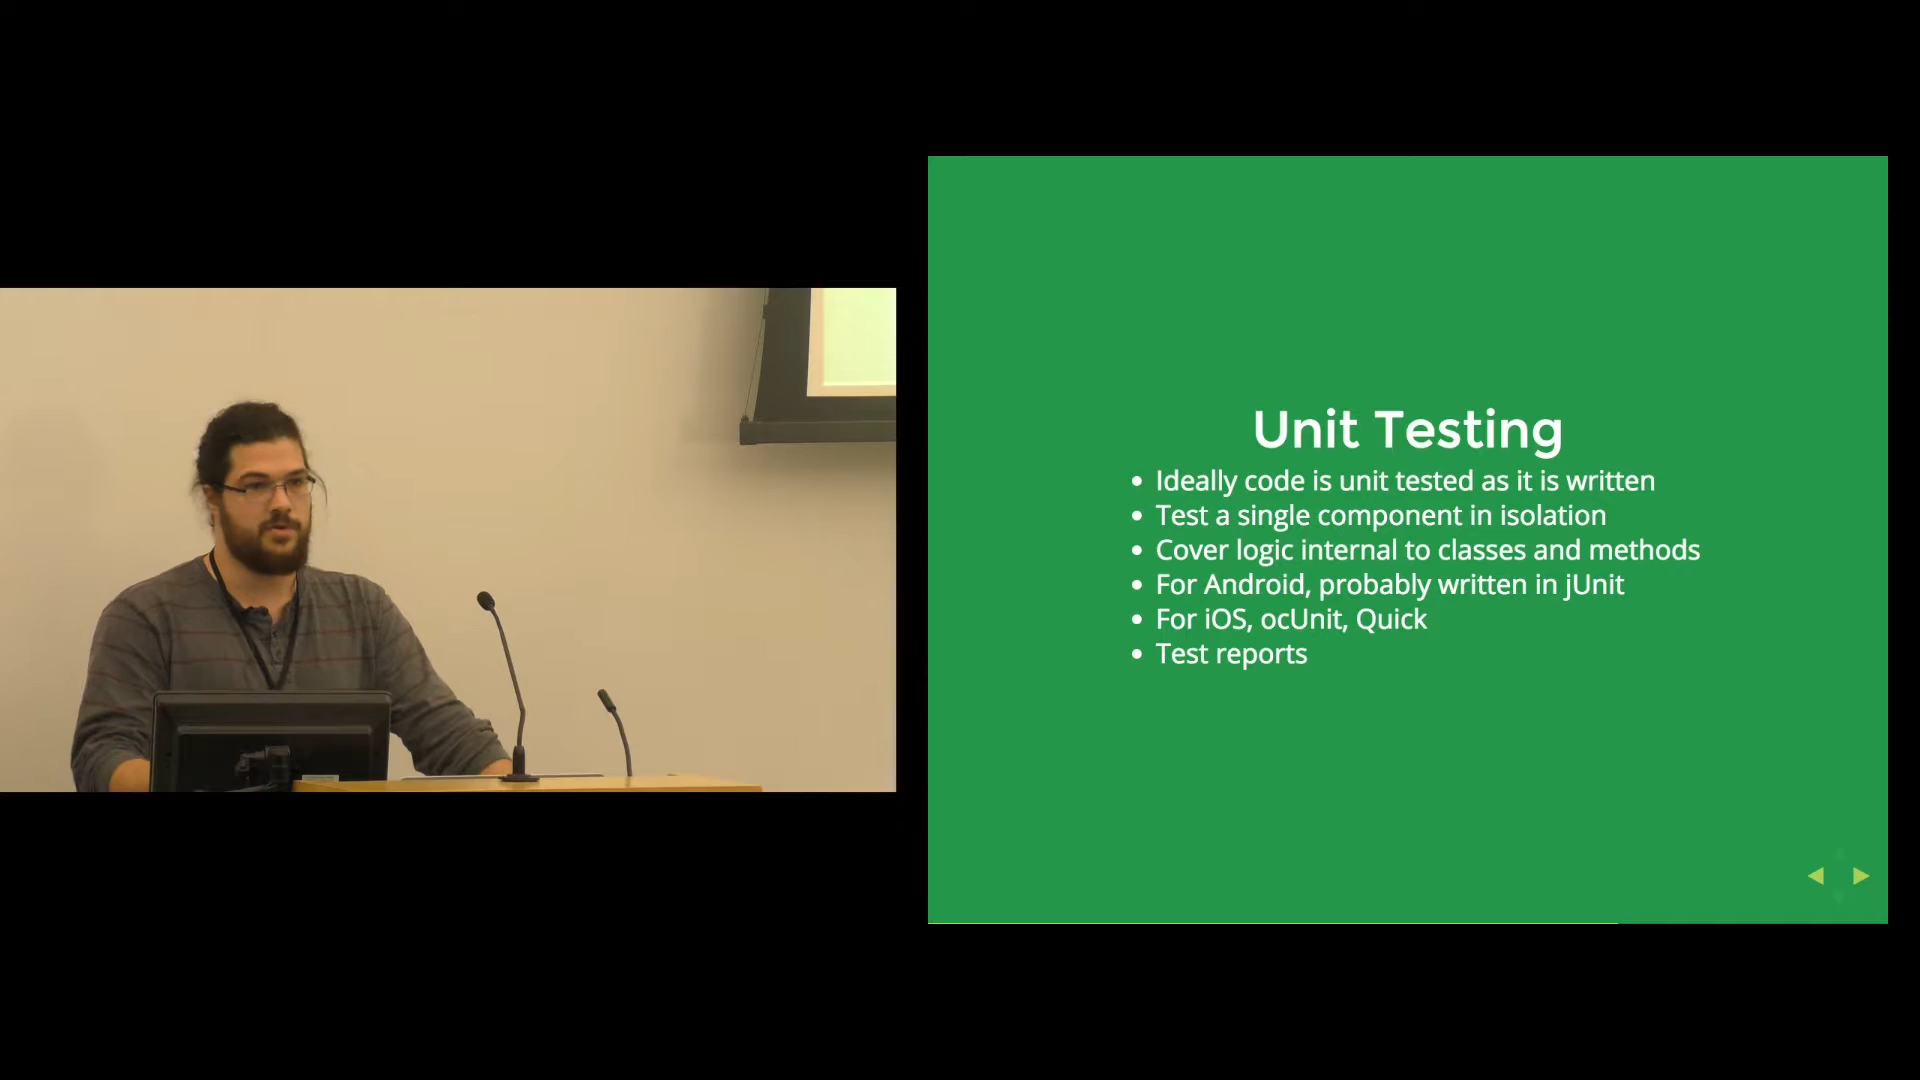 Unit Testing
Ideally code is unit tested as it is written
Test a single component in isolation
Cover logic internal to classes and methods
For Android, probably written in jUnit
For iOS, ocUnit, Quick
Test reports